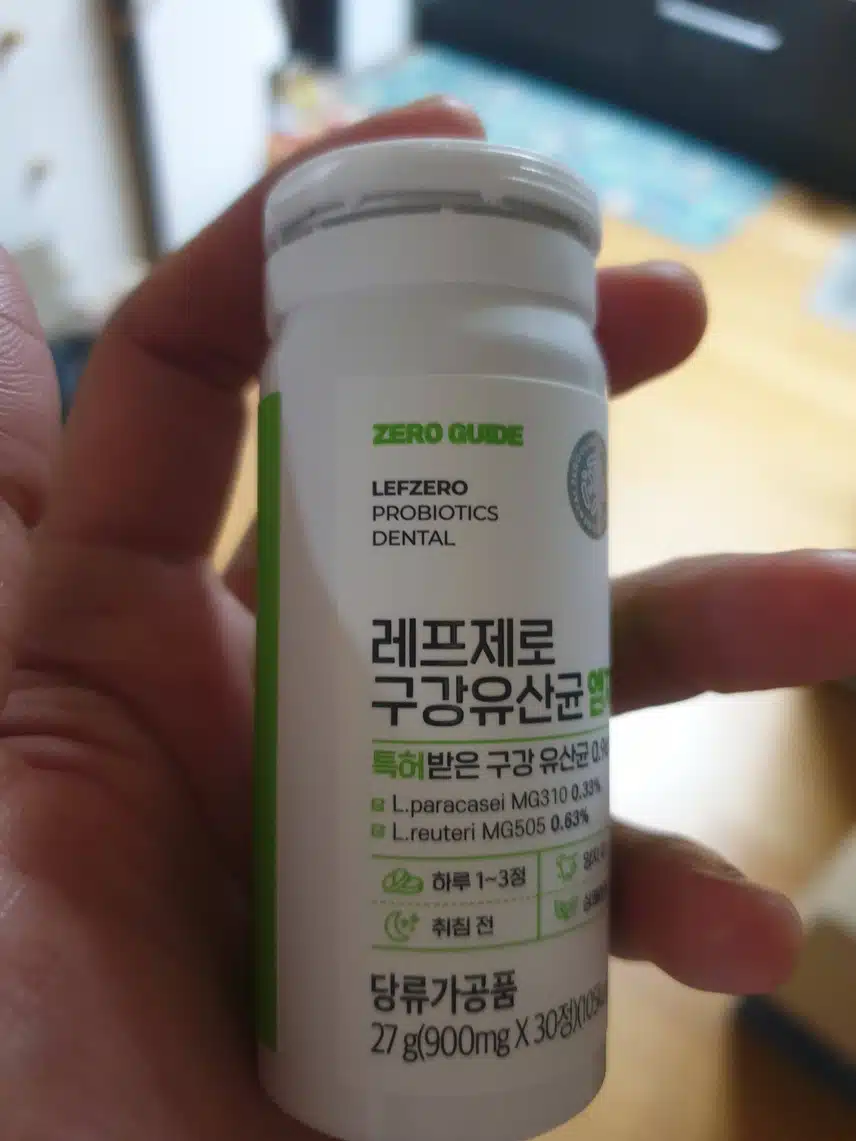 ZERO GUIDE
LEFZERO
PROBIOTICS
DENTAL
레프제로
구강유산균
특허받은 구강 유산균
L.paracasei MG310 0.33%
L.reuteri MG505 0.63%
하루 1~3정
취침 전
당류가공품
27 g(900mg X 30정)